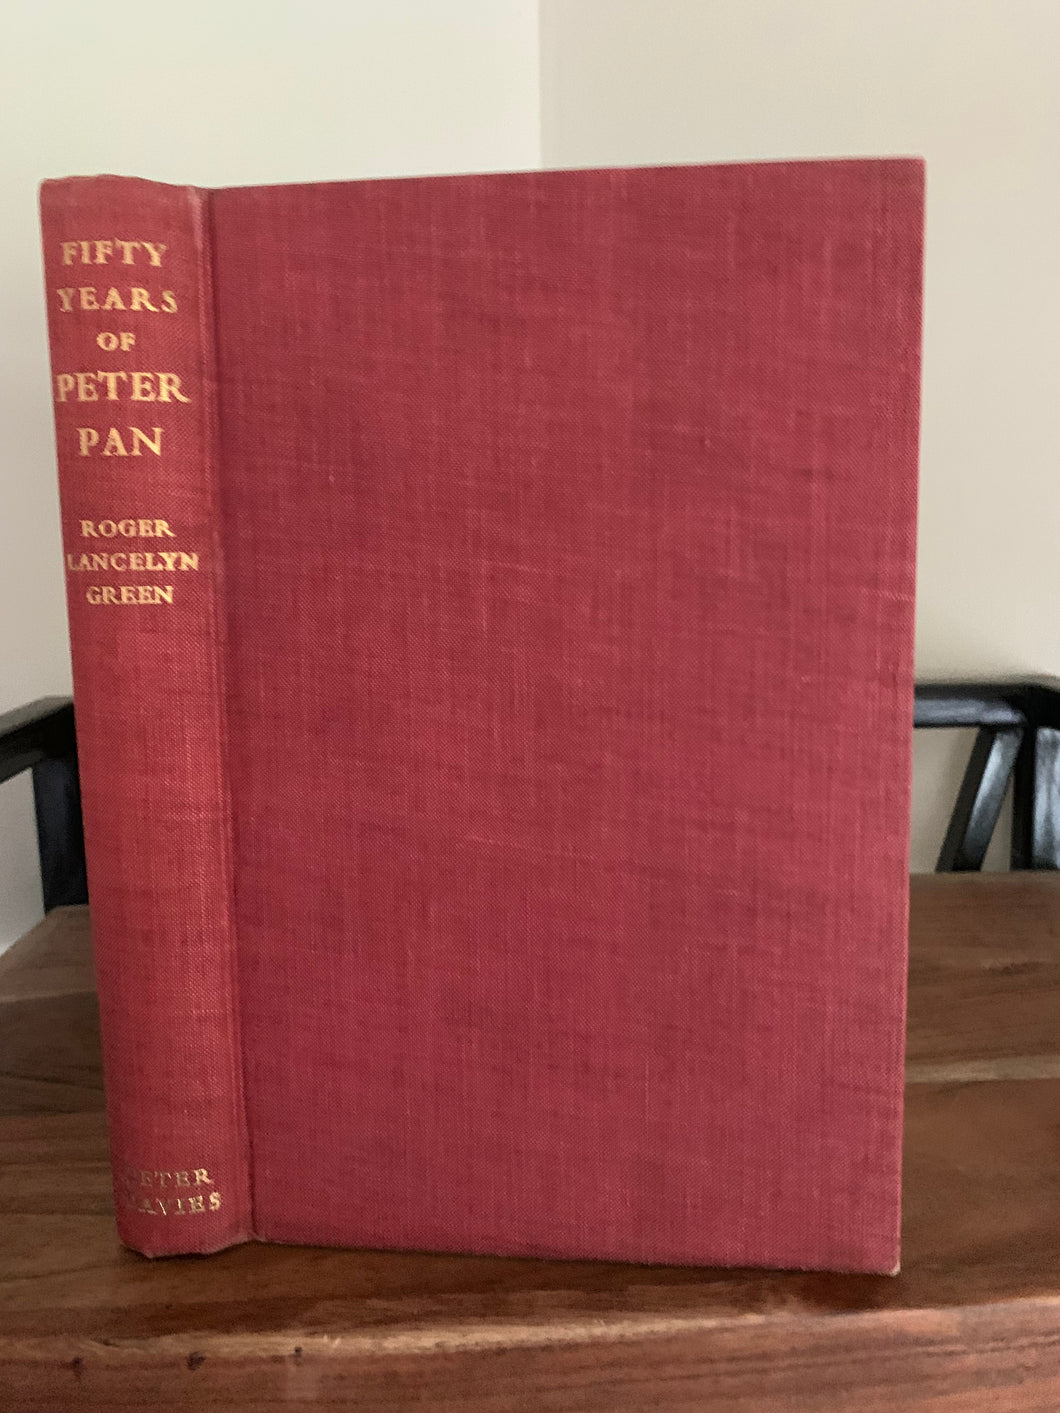 FIFTY
YEARS
OF
PETER
PAN
ROGER
LANCELYN
GREEN
PETER
DAVIES